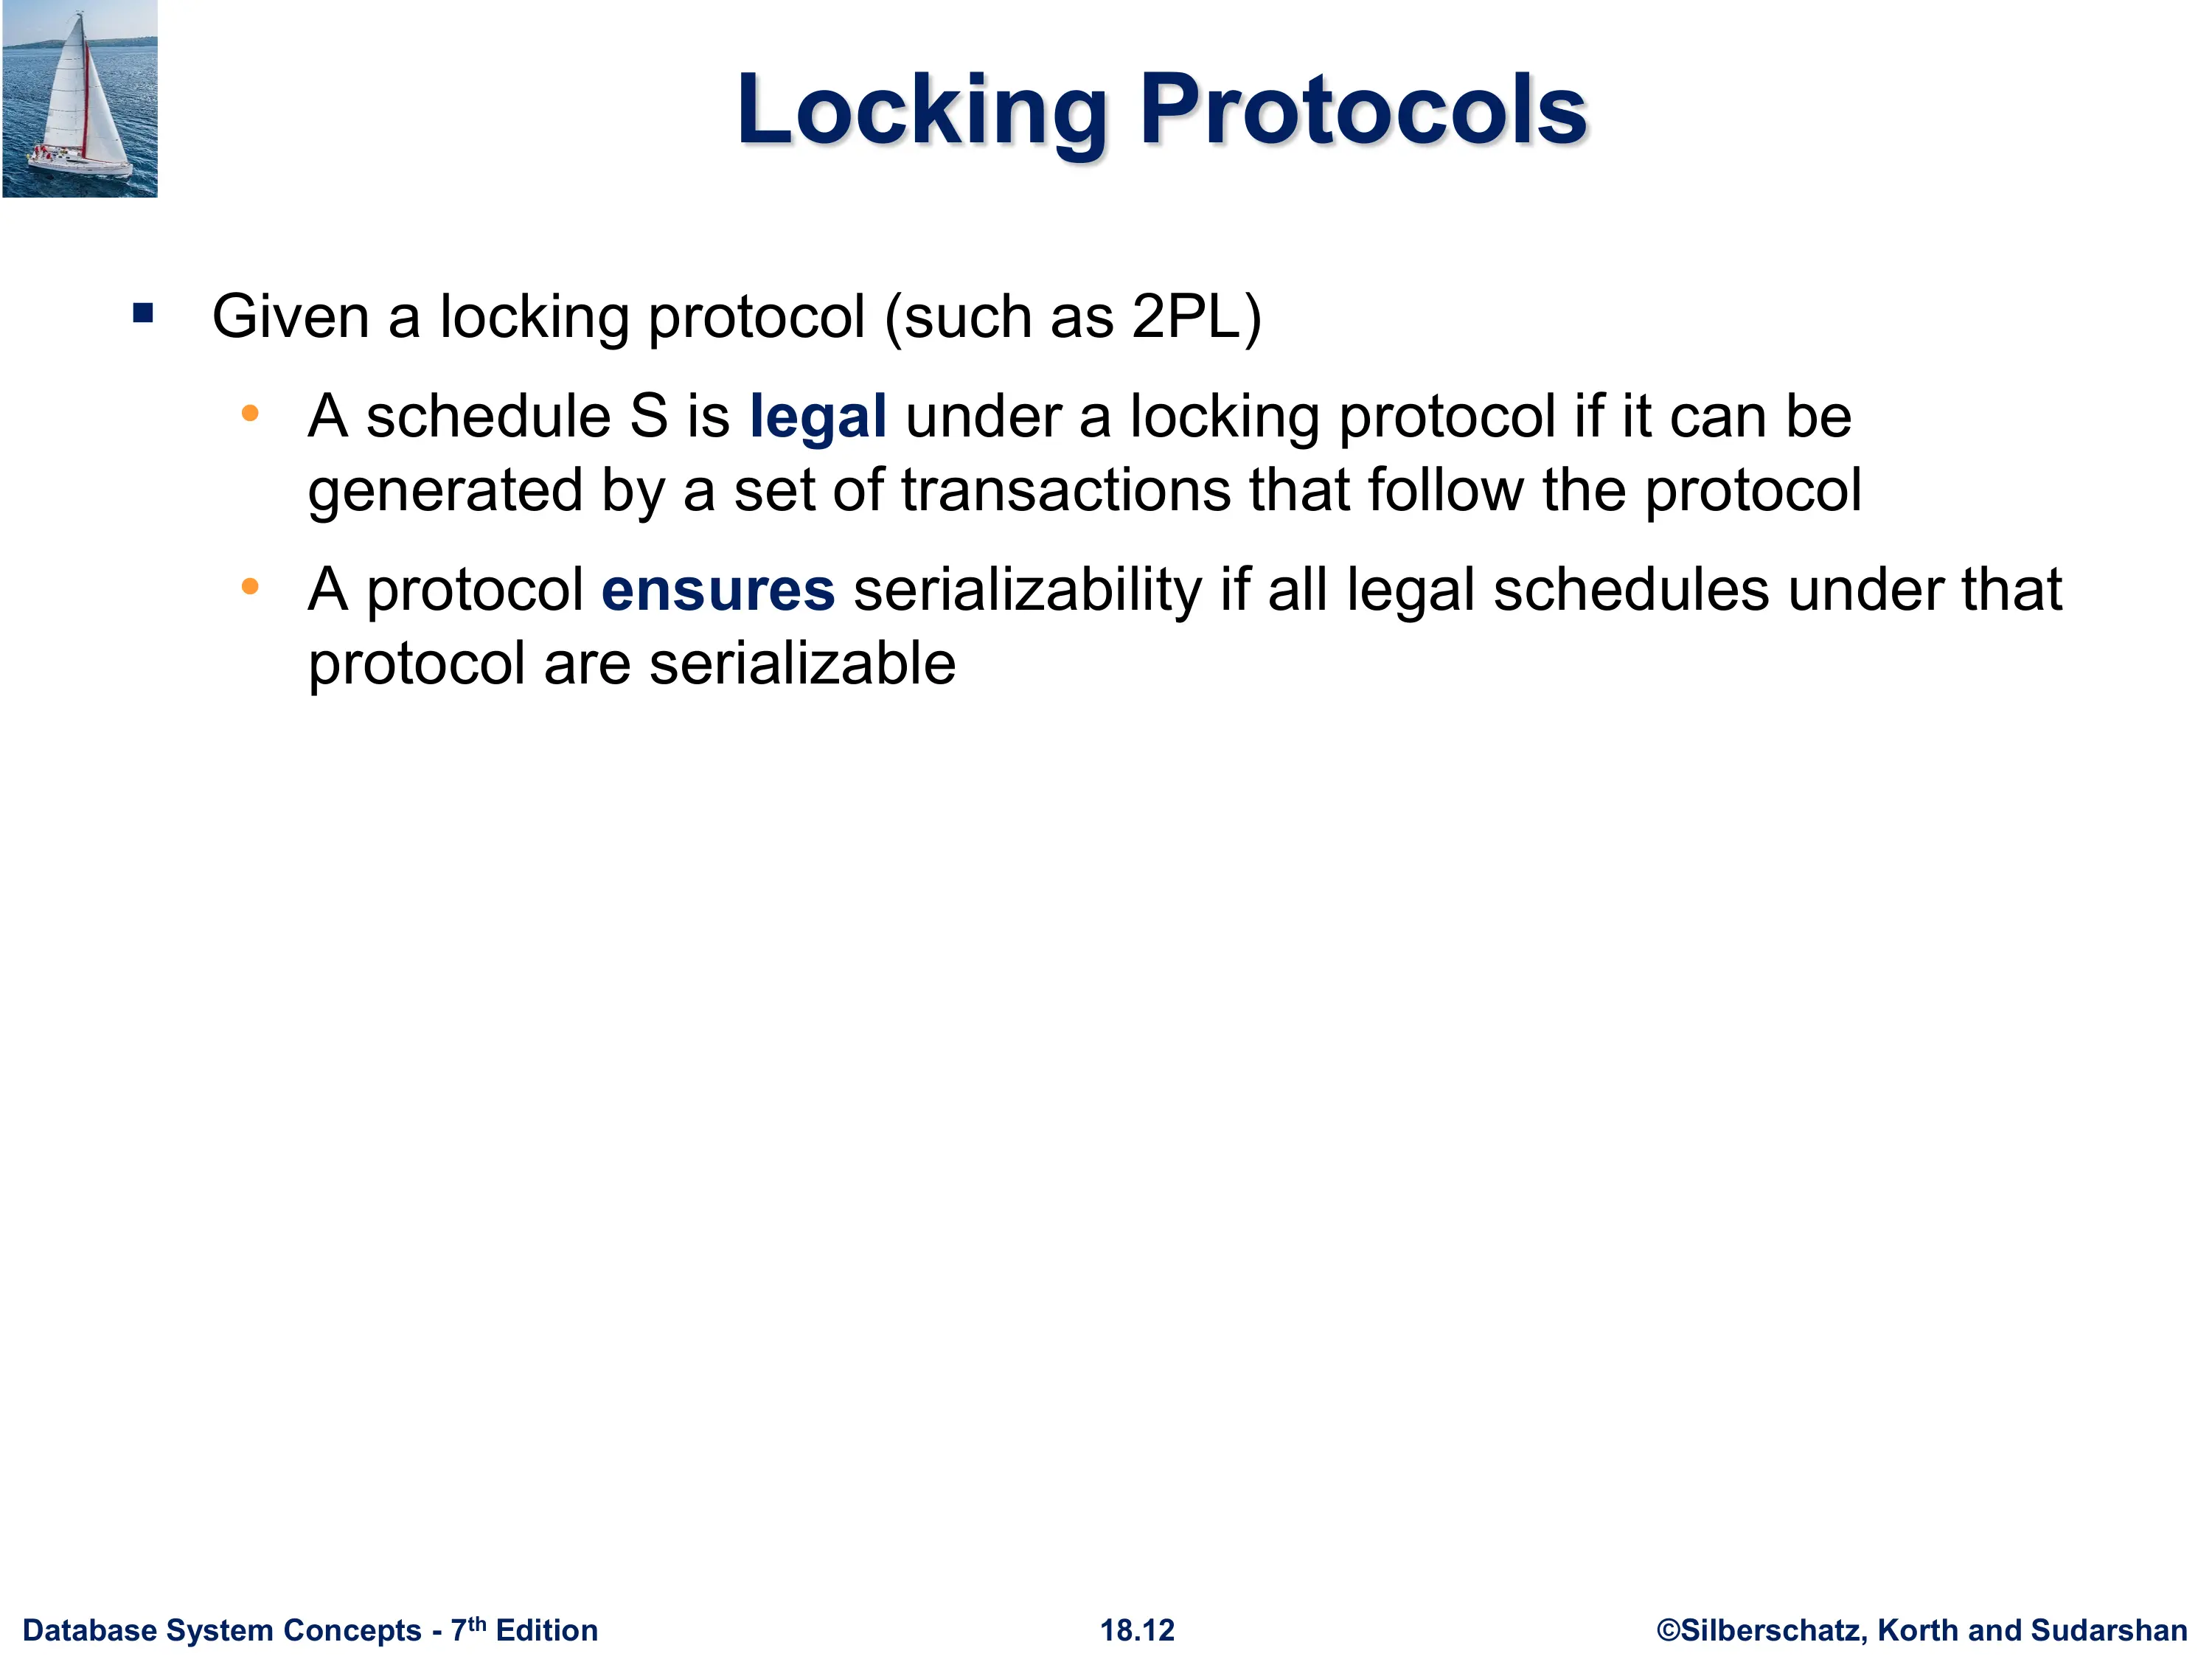 Locking Protocols
▪ Given a locking protocol (such as 2PL)
• A schedule S is legal under a locking protocol if it can be
generated by a set of transactions that follow the protocol
• A protocol ensures serializability if all legal schedules under that
protocol are serializable
Database System Concepts - 7th Edition
18.12
©Silberschatz, Korth and Sudarshan